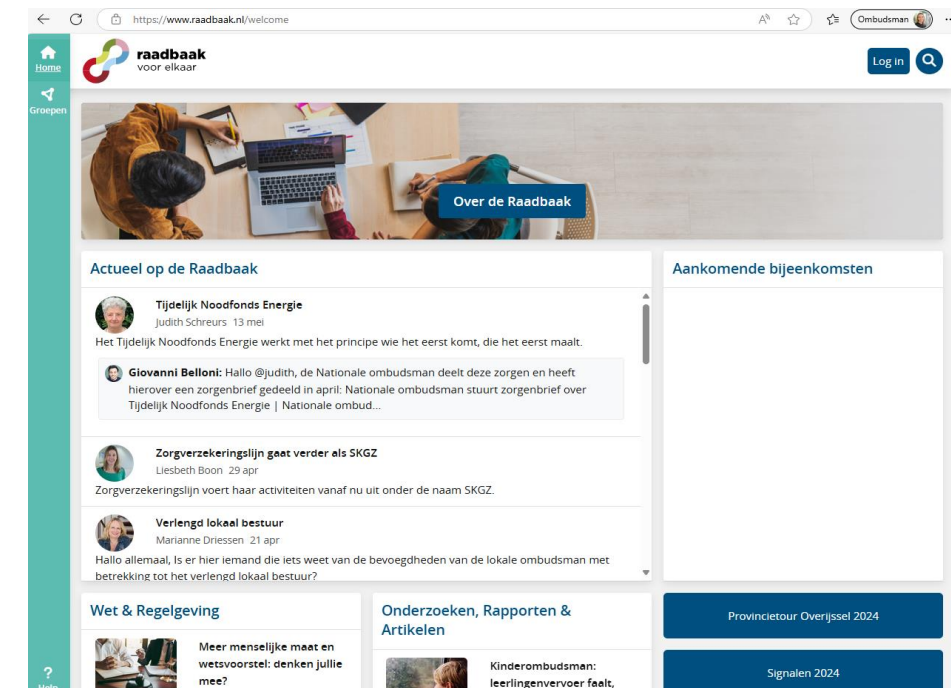 https://www.raadbaak.nl/welcome
Ombudsman
Home
Groepen
raadbaak
voor elkaar
Log in
Over de Raadbaak
Actueel op de Raadbaak
Tijdelijk Noodfonds Energie
Judith Schreurs 13 mei
Het Tijdelijk Noodfonds Energie werkt met het principe wie het eerst komt, die het eerst maalt.
Giovanni Belloni: Hallo @judith, de Nationale ombudsman deelt deze zorgen en heeft
hierover een zorgenbrief gedeeld in april: Nationale ombudsman stuurt zorgenbrief over
Tijdelijk Noodfonds Energie | Nationale ombud...
Zorgverzekeringslijn gaat verder als SKGZ
Liesbeth Boon 29 apr
Zorgverzekeringslijn voert haar activiteiten vanaf nu uit onder de naam SKGZ.
Verlengd lokaal bestuur
Marianne Driessen 21 apr
Hallo allemaal, Is er hier iemand die iets weet van de bevoegdheden van de lokale ombudsman met
betrekking tot het verlengd lokaal bestuur?
Aankomende bijeenkomsten
Wet & Regelgeving
Meer menselijke maat en
wetsvoorstel: denken jullie
mee?
Onderzoeken, Rapporten &
Artikelen
Kinderombudsman:
leerlingenvervoer faalt,
Provincietour Overijssel 2024
Signalen 2024
?
Help